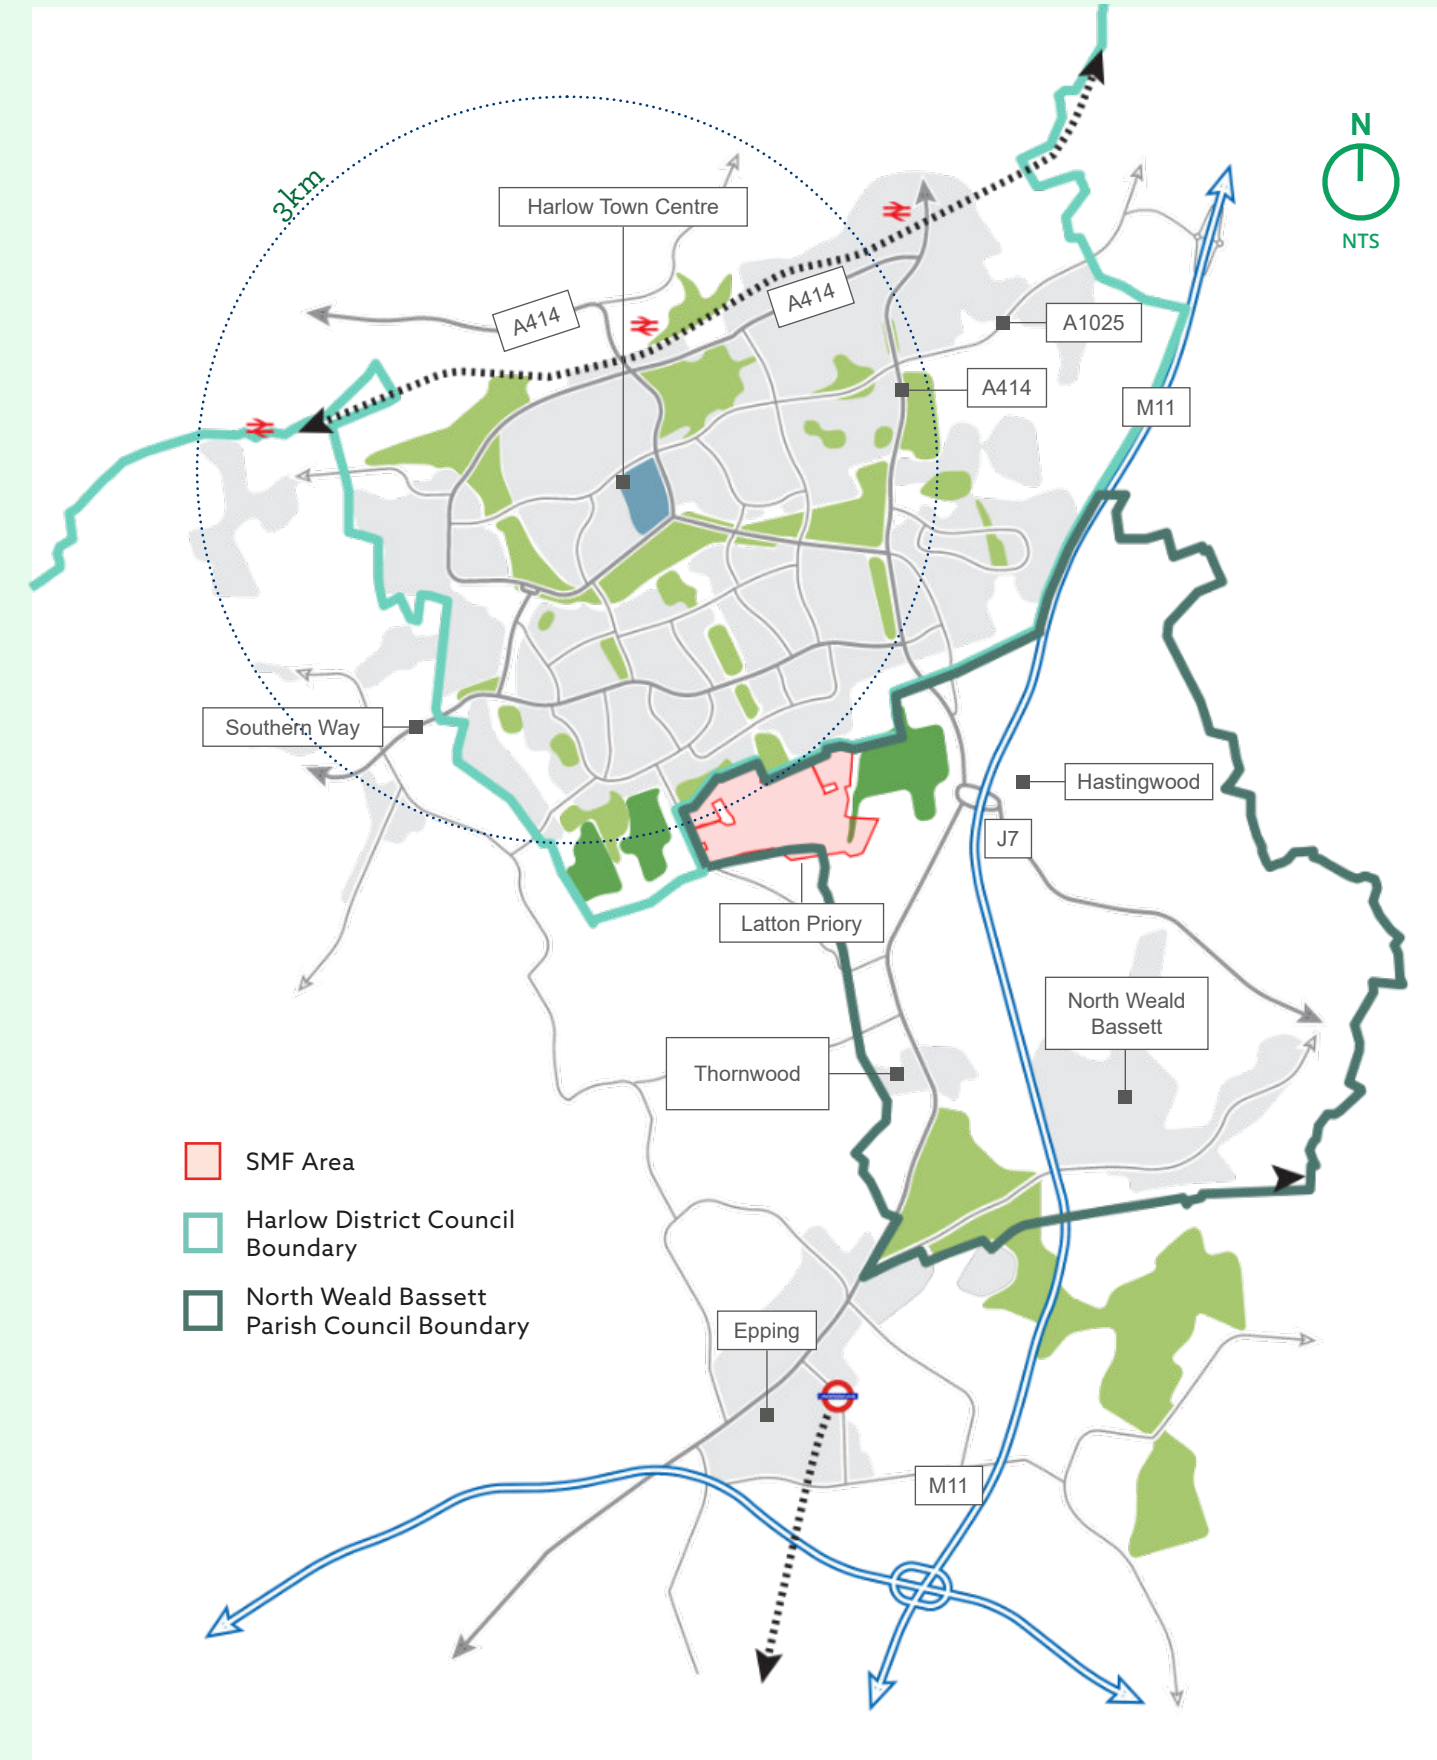 N
NTS
3km
Harlow Town Centre
A414
A414
A1025
A414
M11
Southern Way
Hastingwood
J7
Latton Priory
North Weald
Bassett
Thornwood
SMF Area
Harlow District Council
Boundary
North Weald Bassett
Parish Council Boundary
Epping
M11